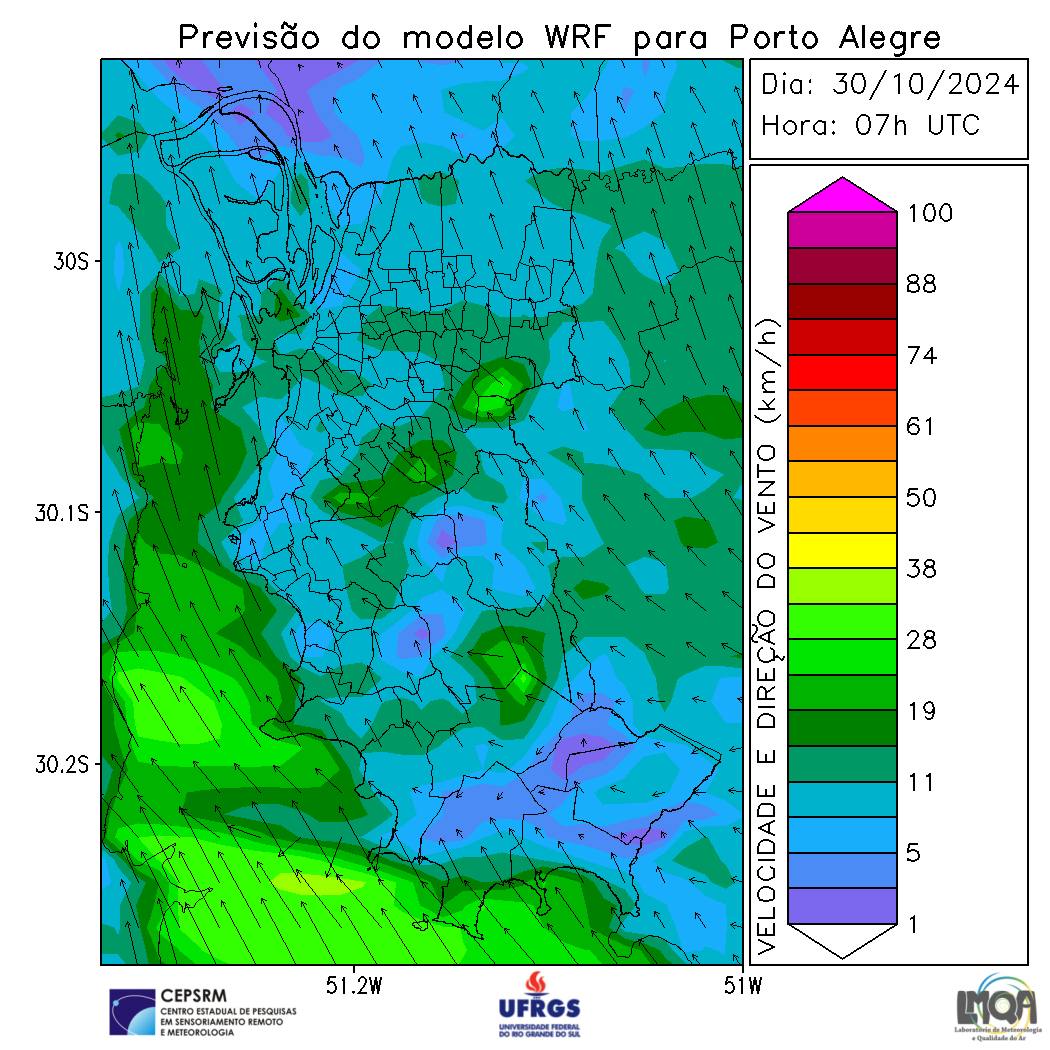 Previsão do modelo WRF para Porto Alegre
Dia: 30/10/2024
Hora: 07h UTC
30S
30.1S
30.2S
51.2W
51W
VELOCIDADE E DIREÇÃO DO VENTO (km/h)
100
88
74
61
50
38
28
19
11
5
1
CEPSRM
CENTRO ESTADUAL DE PESQUISAS
EM SENSORIAMENTO REMOTO
E METEOROLOGIA
UFRGS
UNIVERSIDADE FEDERAL
DO RIO GRANDE DO SUL
LMQA
Laboratório de Meteorologia
e Qualidade do Ar